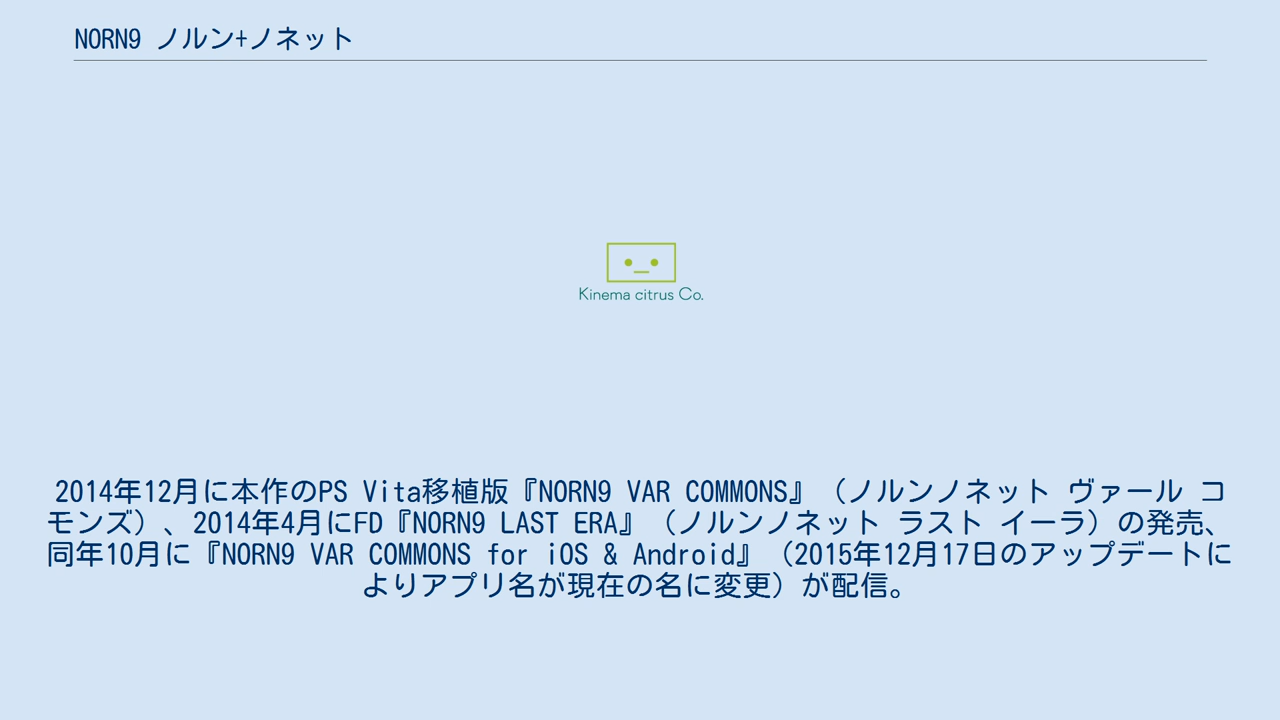 NORN9 ノルン+ノネット
Kinema citrus Co.
2014年12月に本作のPS Vita移植版『NORN9 VAR COMMONS』（ノルンノネット ヴァール コ
モンズ）、2014年4月にFD『NORN9 LAST ERA』（ノルンノネット ラスト イーラ）の発売、
同年10月に『NORN9 VAR COMMONS for iOS & Android』（2015年12月17日のアップデートに
よりアプリ名が現在の名に変更）が配信。